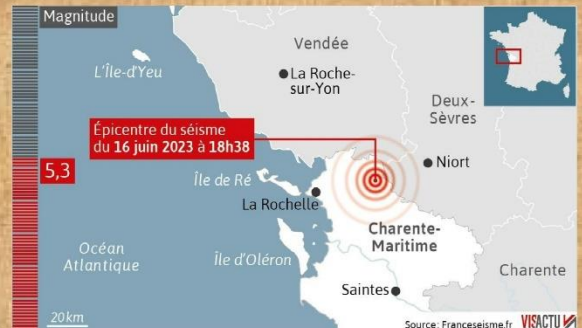 Magnitude
Vendée
L'Île-d'Yeu
La Roche-
sur-Yon
Deux-
Sèvres
Épicentre du séisme
du 16 juin 2023 à 18h38
5,3
Niort
Île de Ré
La Rochelle
Charente-
Maritime
Océan
Atlantique
Île d'Oléron
Charente
Saintes
20km
Source: Franceseisme.fr
VISACTU